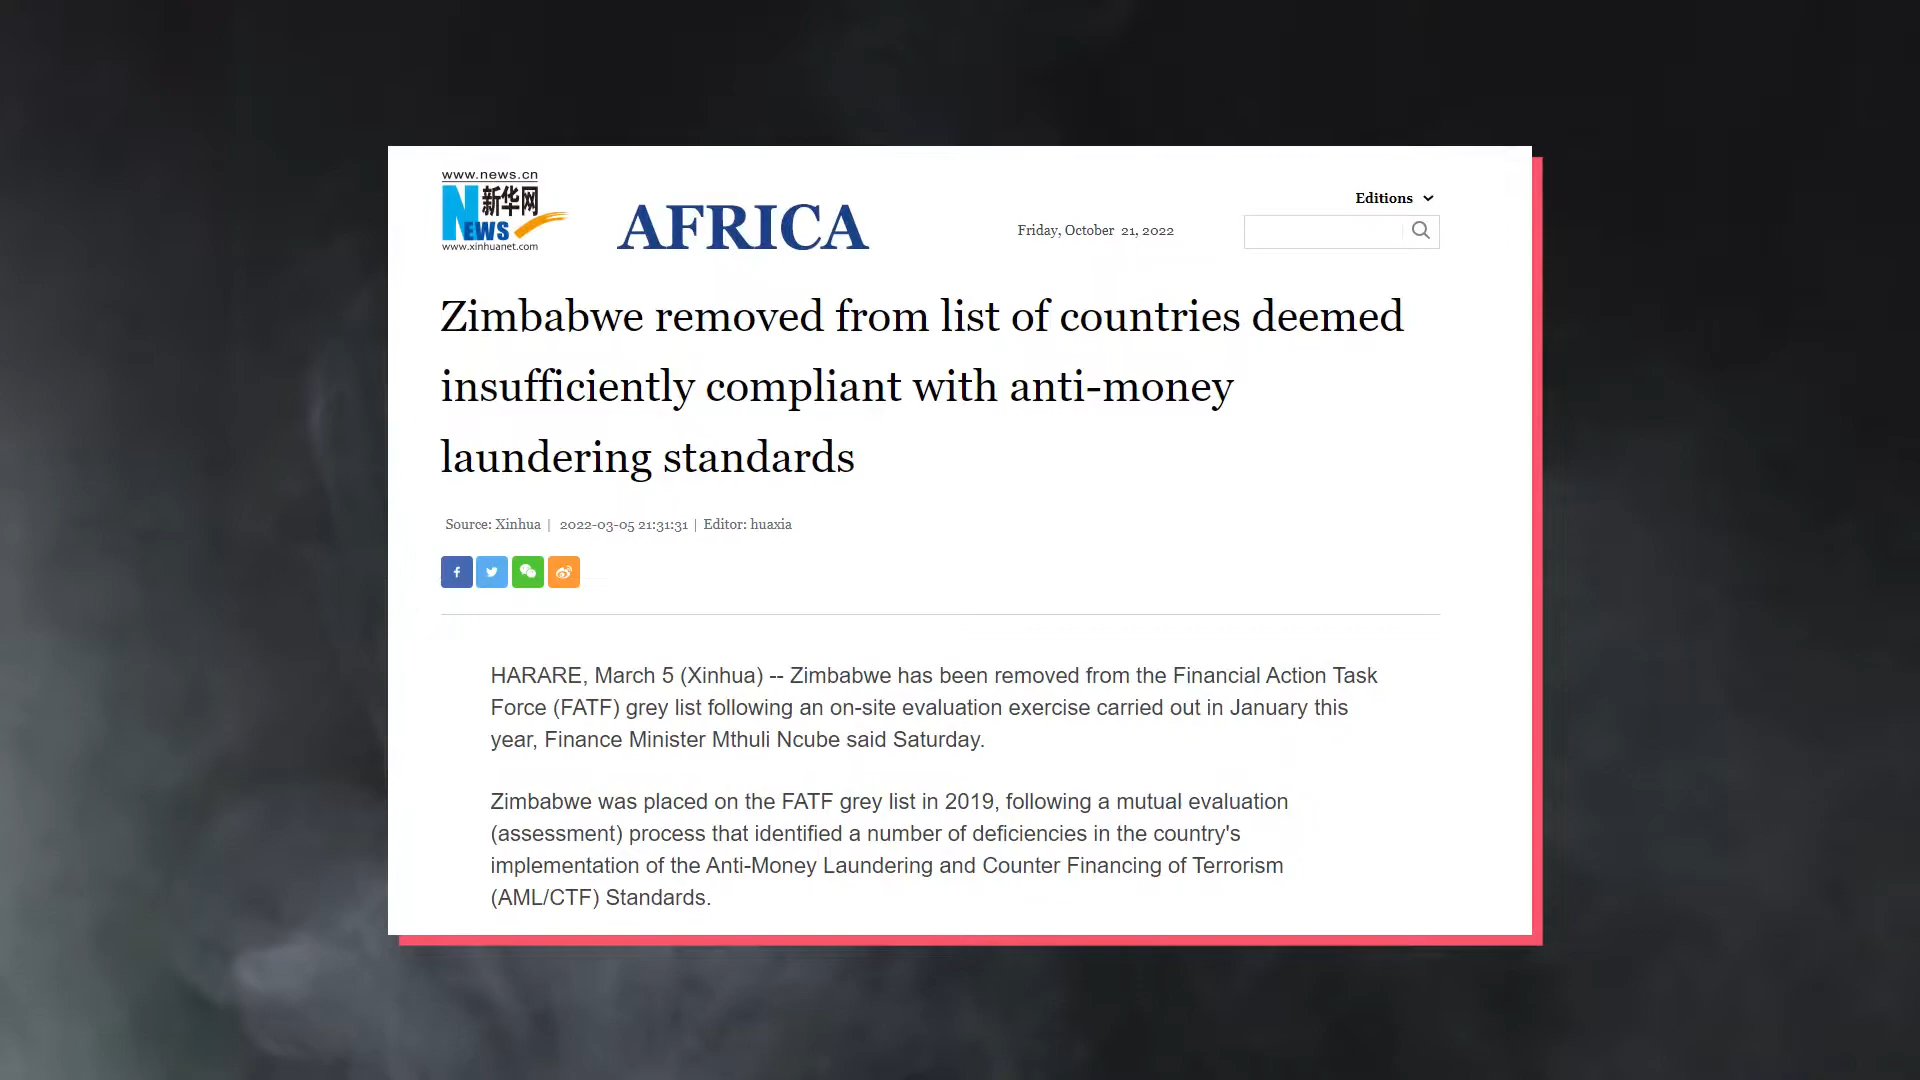 www.news.cn
新华网
NEWS
www.xinhuanet.com
AFRICA
Friday, October 21, 2022
Editions
Zimbabwe removed from list of countries deemed
insufficiently compliant with anti-money
laundering standards
Source: Xinhua | 2022-03-05 21:31:31 | Editor: huaxia
HARARE, March 5 (Xinhua) -- Zimbabwe has been removed from the Financial Action Task
Force (FATF) grey list following an on-site evaluation exercise carried out in January this
year, Finance Minister Mthuli Ncube said Saturday.
Zimbabwe was placed on the FATF grey list in 2019, following a mutual evaluation
(assessment) process that identified a number of deficiencies in the country's
implementation of the Anti-Money Laundering and Counter Financing of Terrorism
(AML/CTF) Standards.